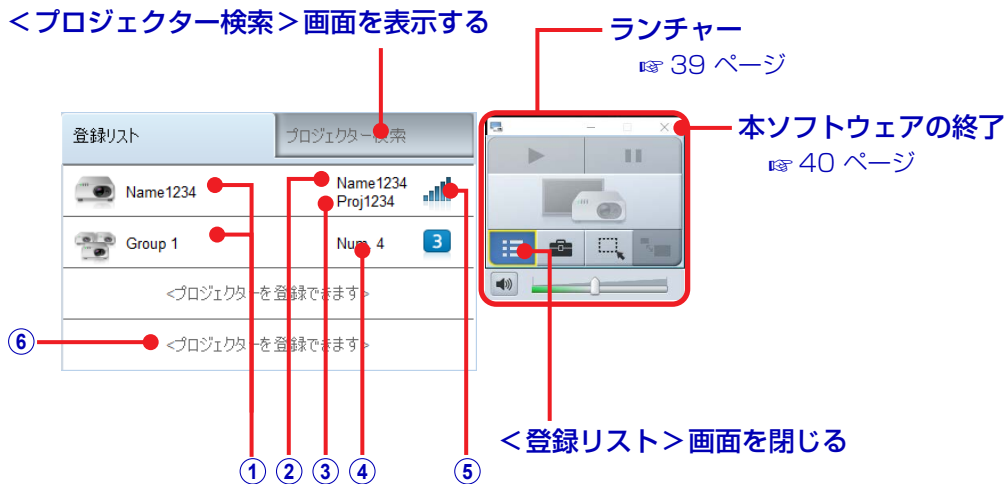 ＜プロジェクター検索＞画面を表示する
ランチャー
☞ 39 ページ
登録リスト
プロジェクター検索
本ソフトウェアの終了
☞ 40 ページ
Name1234
Name1234
Proj1234
Group 1
Num. 4
3
<プロジェクターを登録できます>
⑥
<プロジェクターを登録できます>
＜登録リスト＞画面を閉じる
① ② ③ ④ ⑤